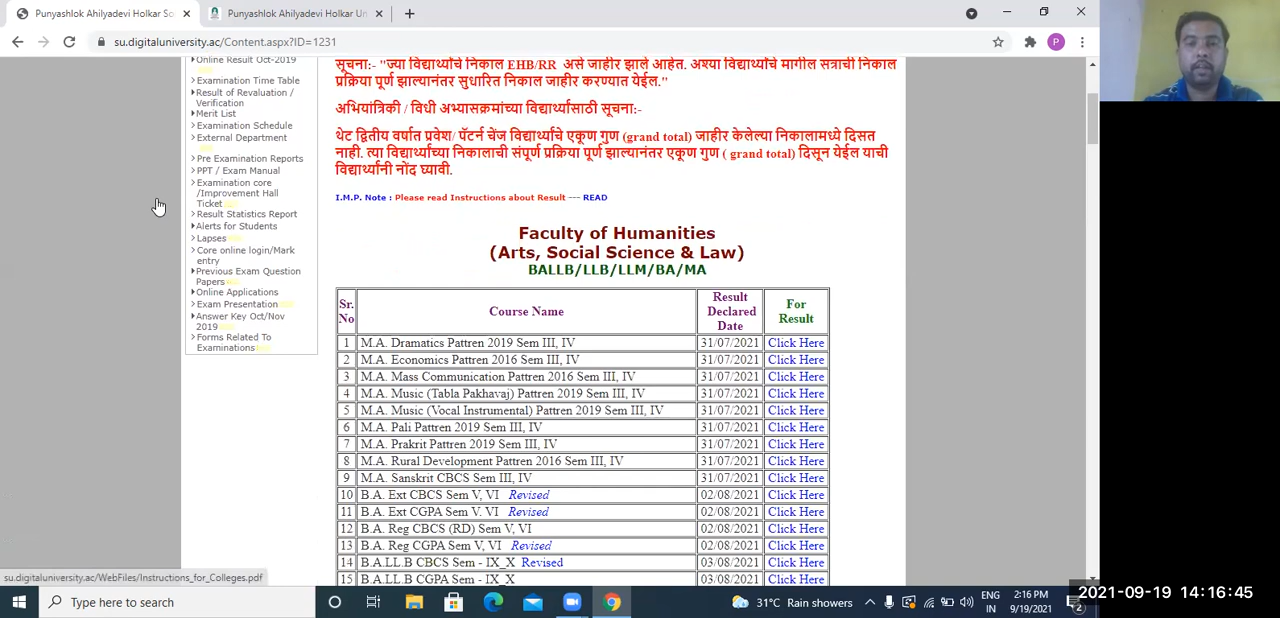 Punyashlok Ahilyadevi Holkar So
Punyashlok Ahilyadevi Holkar Un
su.digitaluniversity.ac/Content.aspx?ID=1231
P
Online Result Oct-2019
Examination Time Table
Result of Revaluation /
Verification
Merit List
Examination Schedule
External Department
Pre Examination Reports
PPT / Exam Manual
Examination core
/Improvement Hall
Ticket
Result Statistics Report
Alerts for Students
Lapses
Core online login/Mark
entry
Previous Exam Question
Papers
Online Applications
Exam Presentation
Answer Key Oct/Nov
2019
Forms Related To
Examinations
सूचना:- "ज्या विद्यार्थ्यांचे निकाल EHB/RR असे जाहीर झाले आहेत. अश्या विद्यार्थ्यांचे मागील सत्राची निकाल
प्रक्रिया पूर्ण झाल्यानंतर सुधारित निकाल जाहीर करण्यात येईल."
अभियांत्रिकी / विधी अभ्यासक्रमांच्या विद्यार्थ्यांसाठी सूचना:-
थेट द्वितीय वर्षात प्रवेश/ पॅटर्न चेंज विद्यार्थ्यांचे एकूण गुण (grand total) जाहीर केलेल्या निकालामध्ये दिसत
नाही. त्या विद्यार्थ्यांच्या निकालाची संपूर्ण प्रक्रिया पूर्ण झाल्यानंतर एकूण गुण ( grand total) दिसून येईल याची
विद्यार्थ्यांनी नोंद घ्यावी.
I.M.P. Note : Please read Instructions about Result --- READ
Faculty of Humanities
(Arts, Social Science & Law)
BALLB/LLB/LLM/BA/MA
Sr. No Course Name Result Declared Date For Result
1 M.A. Dramatics Pattren 2019 Sem III, IV 31/07/2021 Click Here
2 M.A. Economics Pattren 2016 Sem III, IV 31/07/2021 Click Here
3 M.A. Mass Communication Pattren 2016 Sem III, IV 31/07/2021 Click Here
4 M.A. Music (Tabla Pakhavaj) Pattren 2019 Sem III, IV 31/07/2021 Click Here
5 M.A. Music (Vocal Instrumental) Pattren 2019 Sem III, IV 31/07/2021 Click Here
6 M.A. Pali Pattren 2019 Sem III, IV 31/07/2021 Click Here
7 M.A. Prakrit Pattren 2019 Sem III, IV 31/07/2021 Click Here
8 M.A. Rural Development Pattren 2016 Sem III, IV 31/07/2021 Click Here
9 M.A. Sanskrit CBCS Sem III, IV 31/07/2021 Click Here
10 B.A. Ext CBCS Sem V, VI Revised 02/08/2021 Click Here
11 B.A. Ext CGPA Sem V. VI Revised 02/08/2021 Click Here
12 B.A. Reg CBCS (RD) Sem V, VI 02/08/2021 Click Here
13 B.A. Reg CGPA Sem V, VI Revised 02/08/2021 Click Here
14 B.A.LL.B CBCS Sem - IX_X Revised 03/08/2021 Click Here
15 B.A.LL.B CGPA Sem - IX_X 03/08/2021 Click Here
su.digitaluniversity.ac/WebFiles/Instructions_for_Colleges.pdf
Type here to search
31°C Rain showers
ENG
IN
2:16 PM
9/19/2021
2
2021-09-19 14:16:45